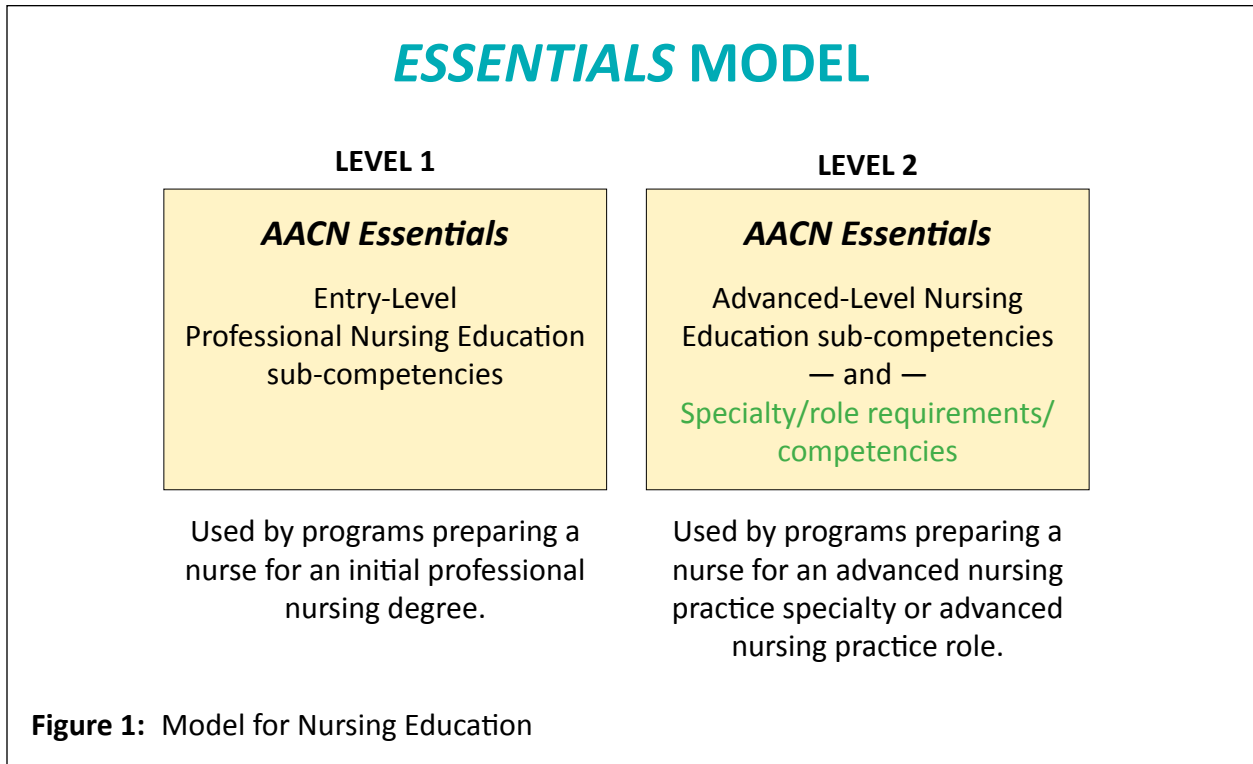 ESSENTIALS MODEL
LEVEL 1
AACN Essentials
Entry-Level
Professional Nursing Education
sub-competencies
Used by programs preparing a
nurse for an initial professional
nursing degree.
LEVEL 2
AACN Essentials
Advanced-Level Nursing
Education sub-competencies
— and —
Specialty/role requirements/
competencies
Used by programs preparing a
nurse for an advanced nursing
practice specialty or advanced
nursing practice role.
Figure 1: Model for Nursing Education